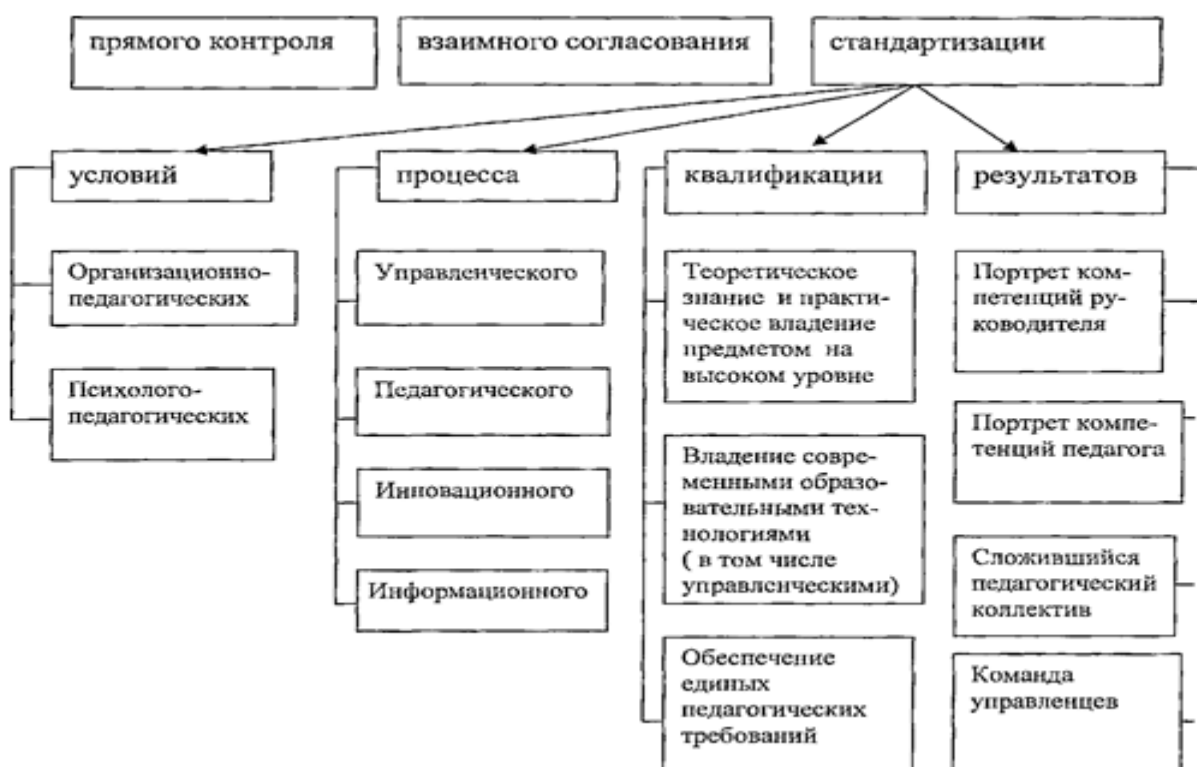 прямого контроля
взаимного согласования
стандартизации
условий
процесса
квалификации
результатов
Организационно-
педагогических
Психолого-
педагогических
Управленческого
Педагогического
Инновационного
Информационного
Теоретическое
знание и практи-
ческое владение
предметом на
высоком уровне
Владение совре-
менными образо-
вательными тех-
нологиями
( в том числе
управленческими)
Обеспечение
единых
педагогических
требований
Портрет ком-
петенций ру-
ководителя
Портрет компе-
тенций педагога
Сложившийся
педагогический
коллектив
Команда
управленцев